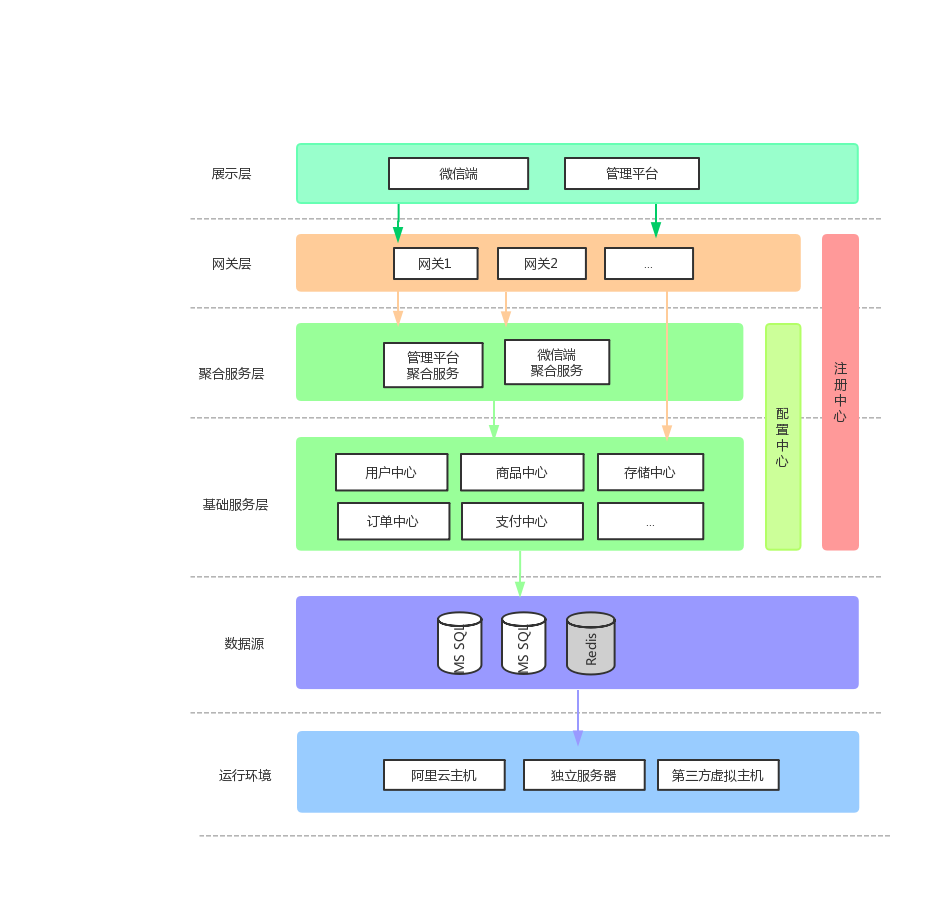 展示层
微信端
管理平台
网关层
网关1
网关2
...
聚合服务层
管理平台
聚合服务
微信端
聚合服务
配置中心
注册中心
基础服务层
用户中心
商品中心
存储中心
订单中心
支付中心
...
数据源
MS SQL
MS SQL
Redis
运行环境
阿里云主机
独立服务器
第三方虚拟主机